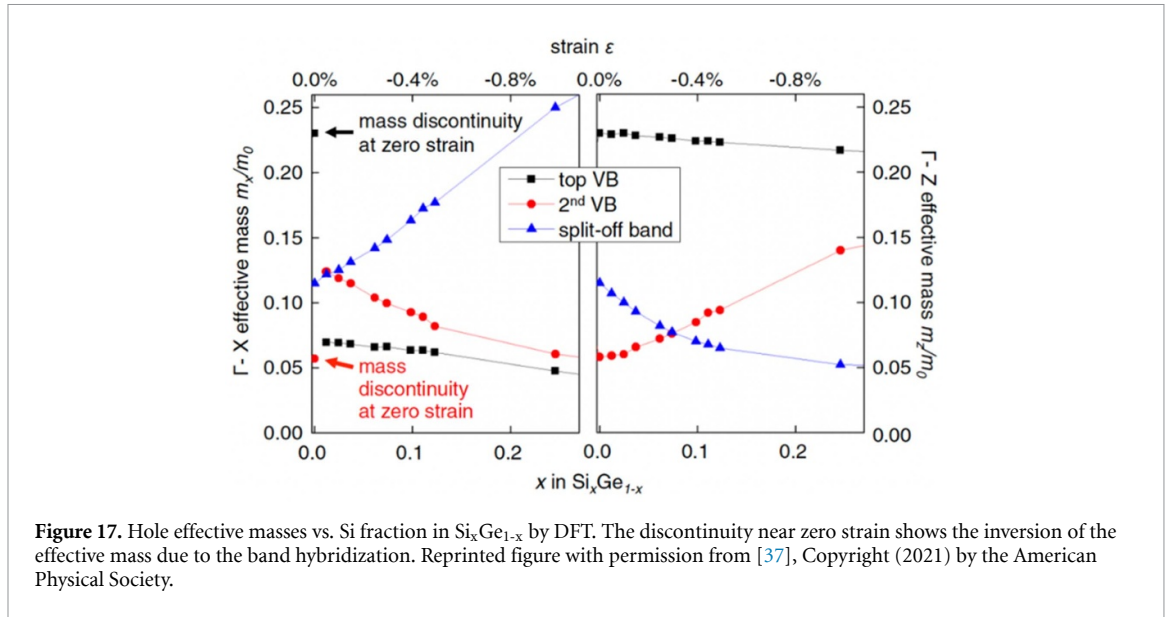 strain ε
0.0% -0.4% -0.8% 0.0% -0.4% -0.8%
0.25 0.25
mass discontinuity
at zero strain
0.20 0.20
top VB
2nd VB
split-off band
0.15 0.15
0.10 0.10
0.05 0.05
mass
discontinuity
at zero strain
0.00 0.00
Γ- X effective mass mx/m0
Γ- Z effective mass mz/m0
0.0 0.1 0.2 0.0 0.1 0.2
x in SixGe1-x
Figure 17. Hole effective masses vs. Si fraction in SixGe1-x by DFT. The discontinuity near zero strain shows the inversion of the
effective mass due to the band hybridization. Reprinted figure with permission from [37], Copyright (2021) by the American
Physical Society.